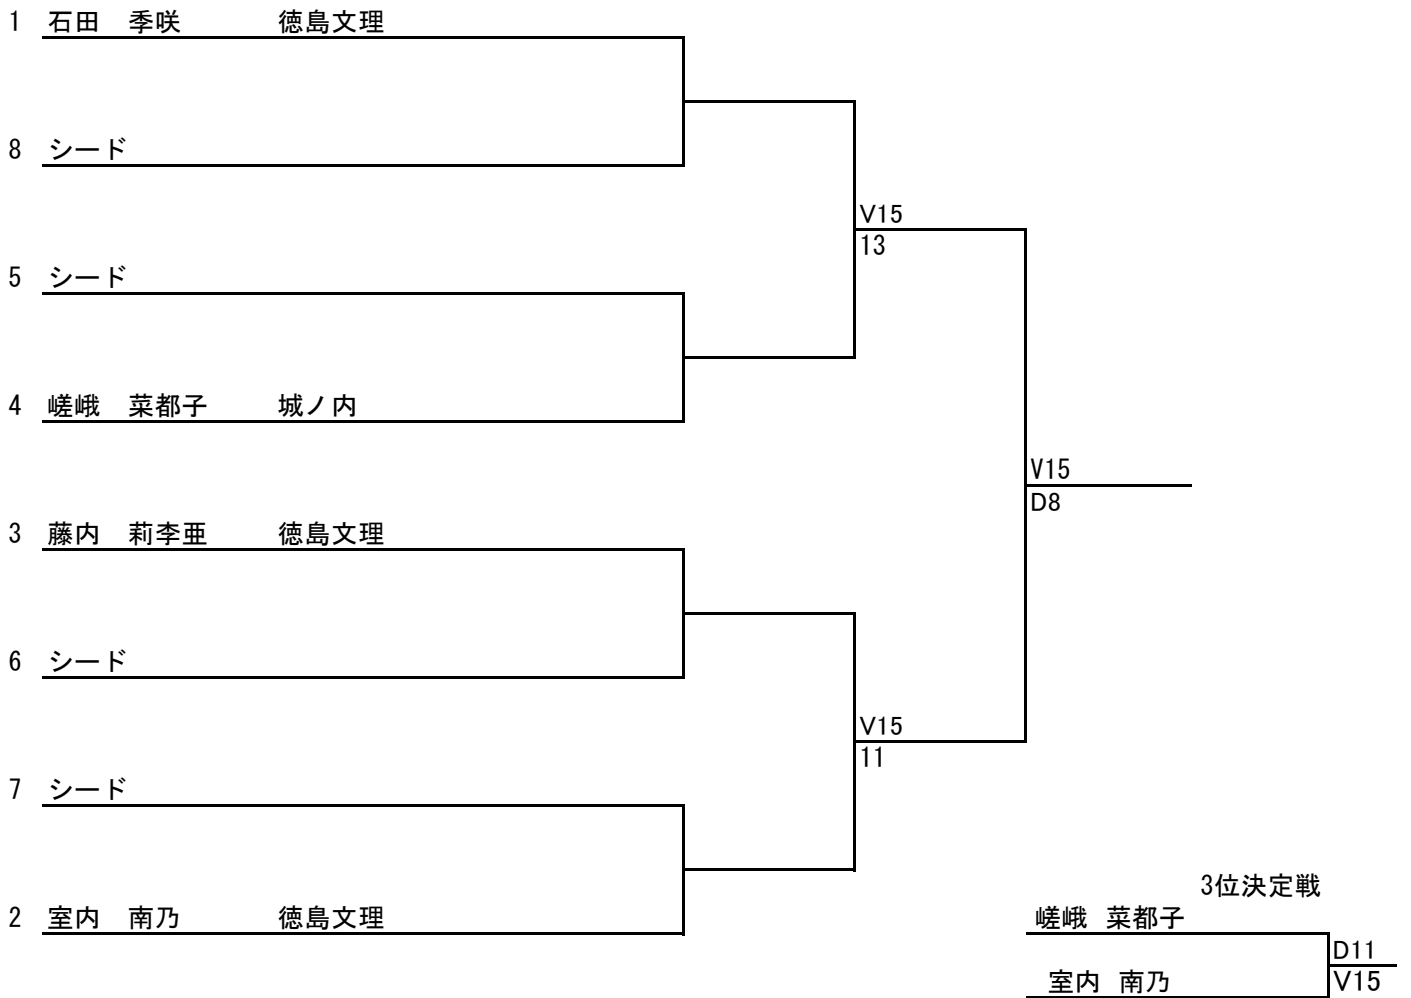 1 石田 季咲 徳島文理
8 シード
V15
13
5 シード
4 嵯峨 菜都子 城ノ内
V15
D8
3 藤内 莉李亜 徳島文理
6 シード
V15
11
7 シード
3位決定戦
2 室内 南乃 徳島文理
嵯峨 菜都子
D11
室内 南乃
V15